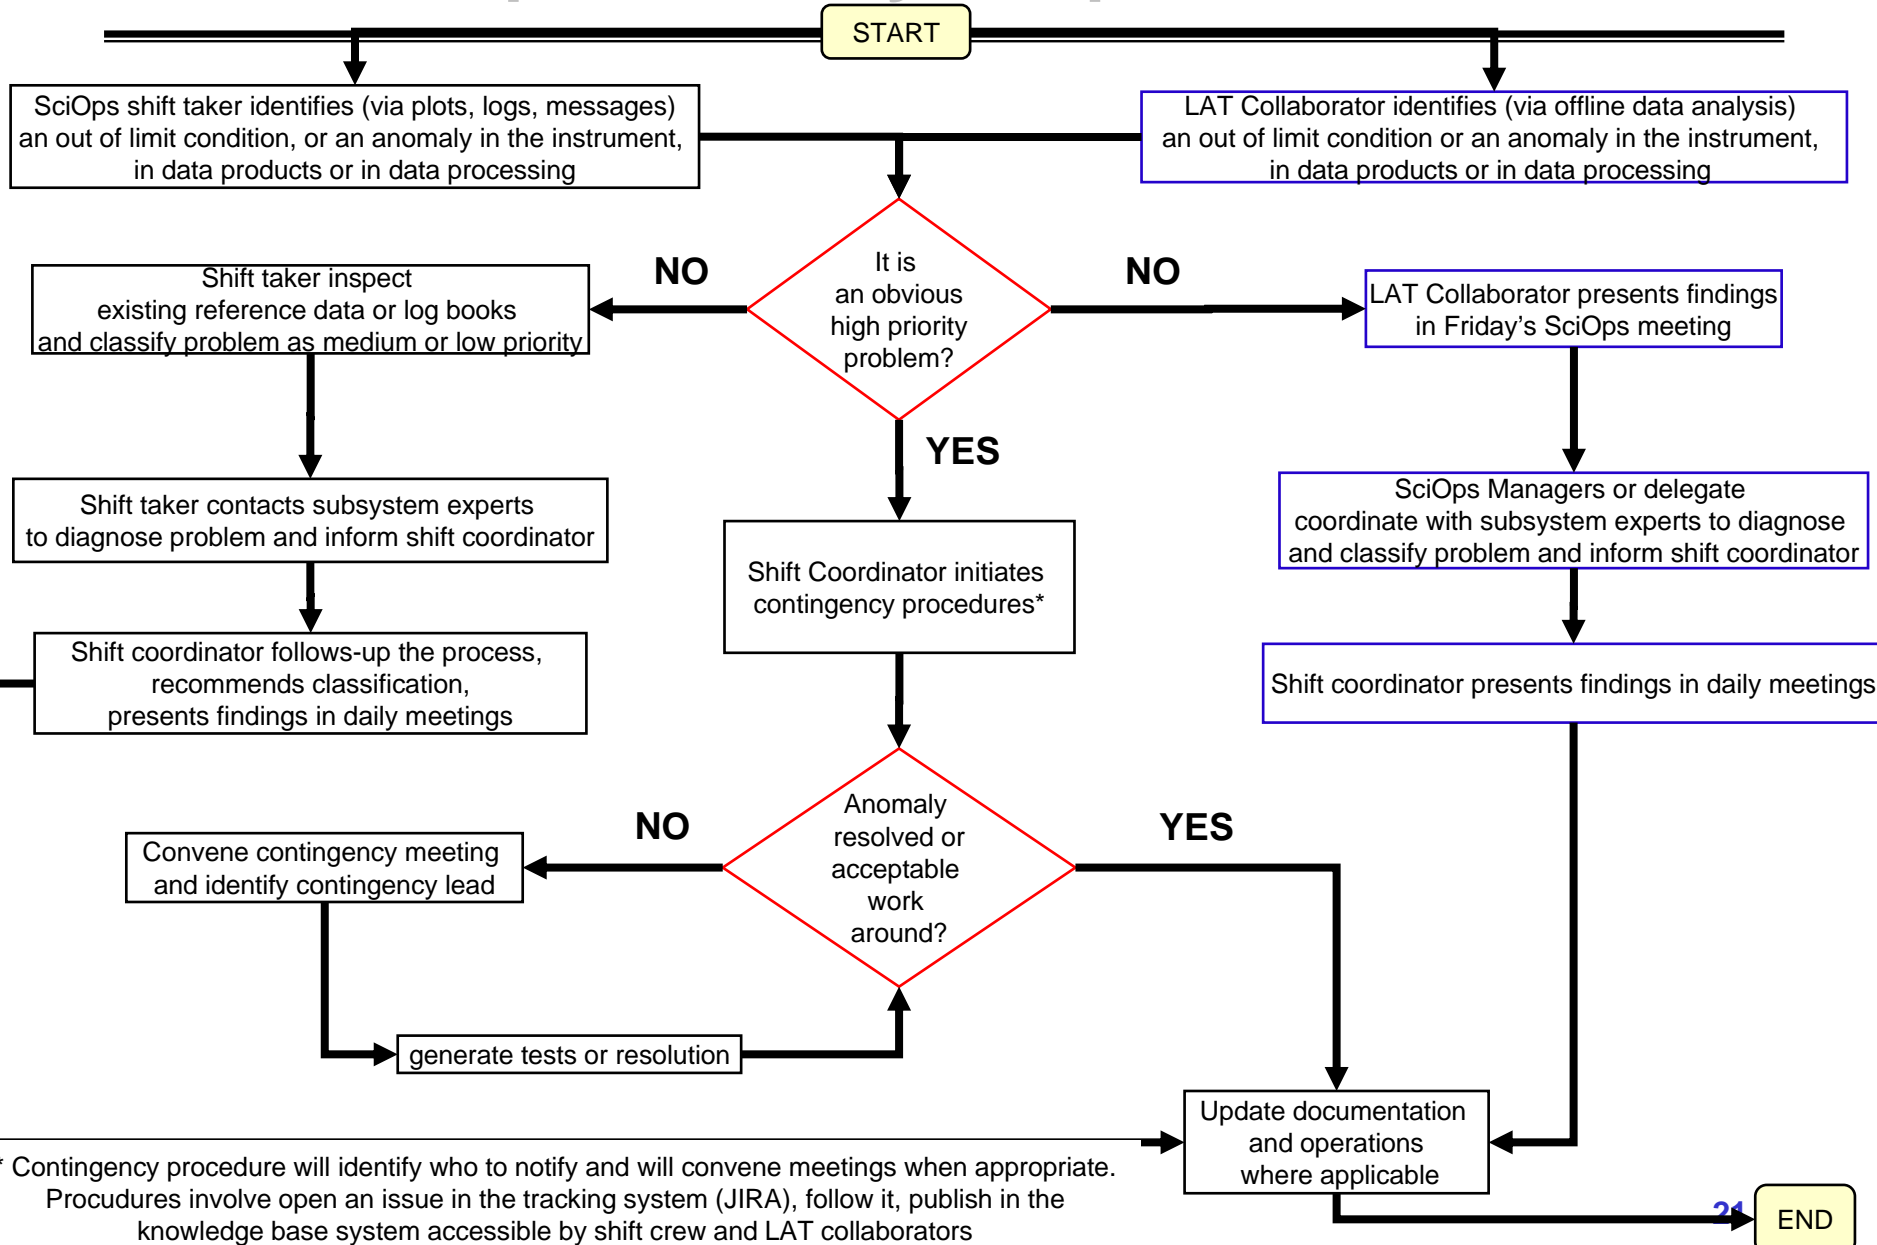 START
SciOps shift taker identifies (via plots, logs, messages)
an out of limit condition, or an anomaly in the instrument,
in data products or in data processing
LAT Collaborator identifies (via offline data analysis)
an out of limit condition or an anomaly in the instrument,
in data products or in data processing
It is
an obvious
high priority
problem?
NO
NO
Shift taker inspect
existing reference data or log books
and classify problem as medium or low priority
LAT Collaborator presents findings
in Friday's SciOps meeting
YES
Shift taker contacts subsystem experts
to diagnose problem and inform shift coordinator
SciOps Managers or delegate
coordinate with subsystem experts to diagnose
and classify problem and inform shift coordinator
Shift Coordinator initiates
contingency procedures*
Shift coordinator follows-up the process,
recommends classification,
presents findings in daily meetings
Shift coordinator presents findings in daily meetings
Anomaly
resolved or
acceptable
work
around?
NO
YES
Convene contingency meeting
and identify contingency lead
generate tests or resolution
Update documentation
and operations
where applicable
* Contingency procedure will identify who to notify and will convene meetings when appropriate.
Procudures involve open an issue in the tracking system (JIRA), follow it, publish in the
knowledge base system accessible by shift crew and LAT collaborators
21
END